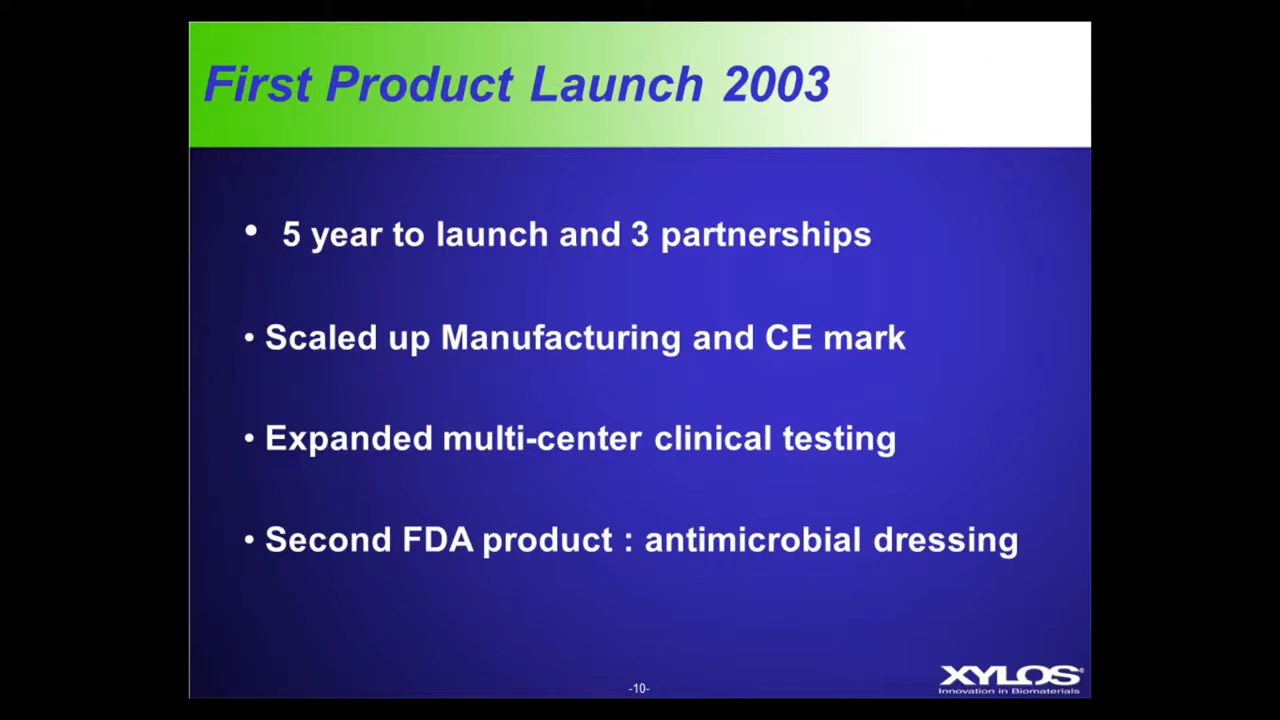 First Product Launch 2003
• 5 year to launch and 3 partnerships
• Scaled up Manufacturing and CE mark
• Expanded multi-center clinical testing
• Second FDA product : antimicrobial dressing
-10-
XYLOS®
Innovation in Biomaterials